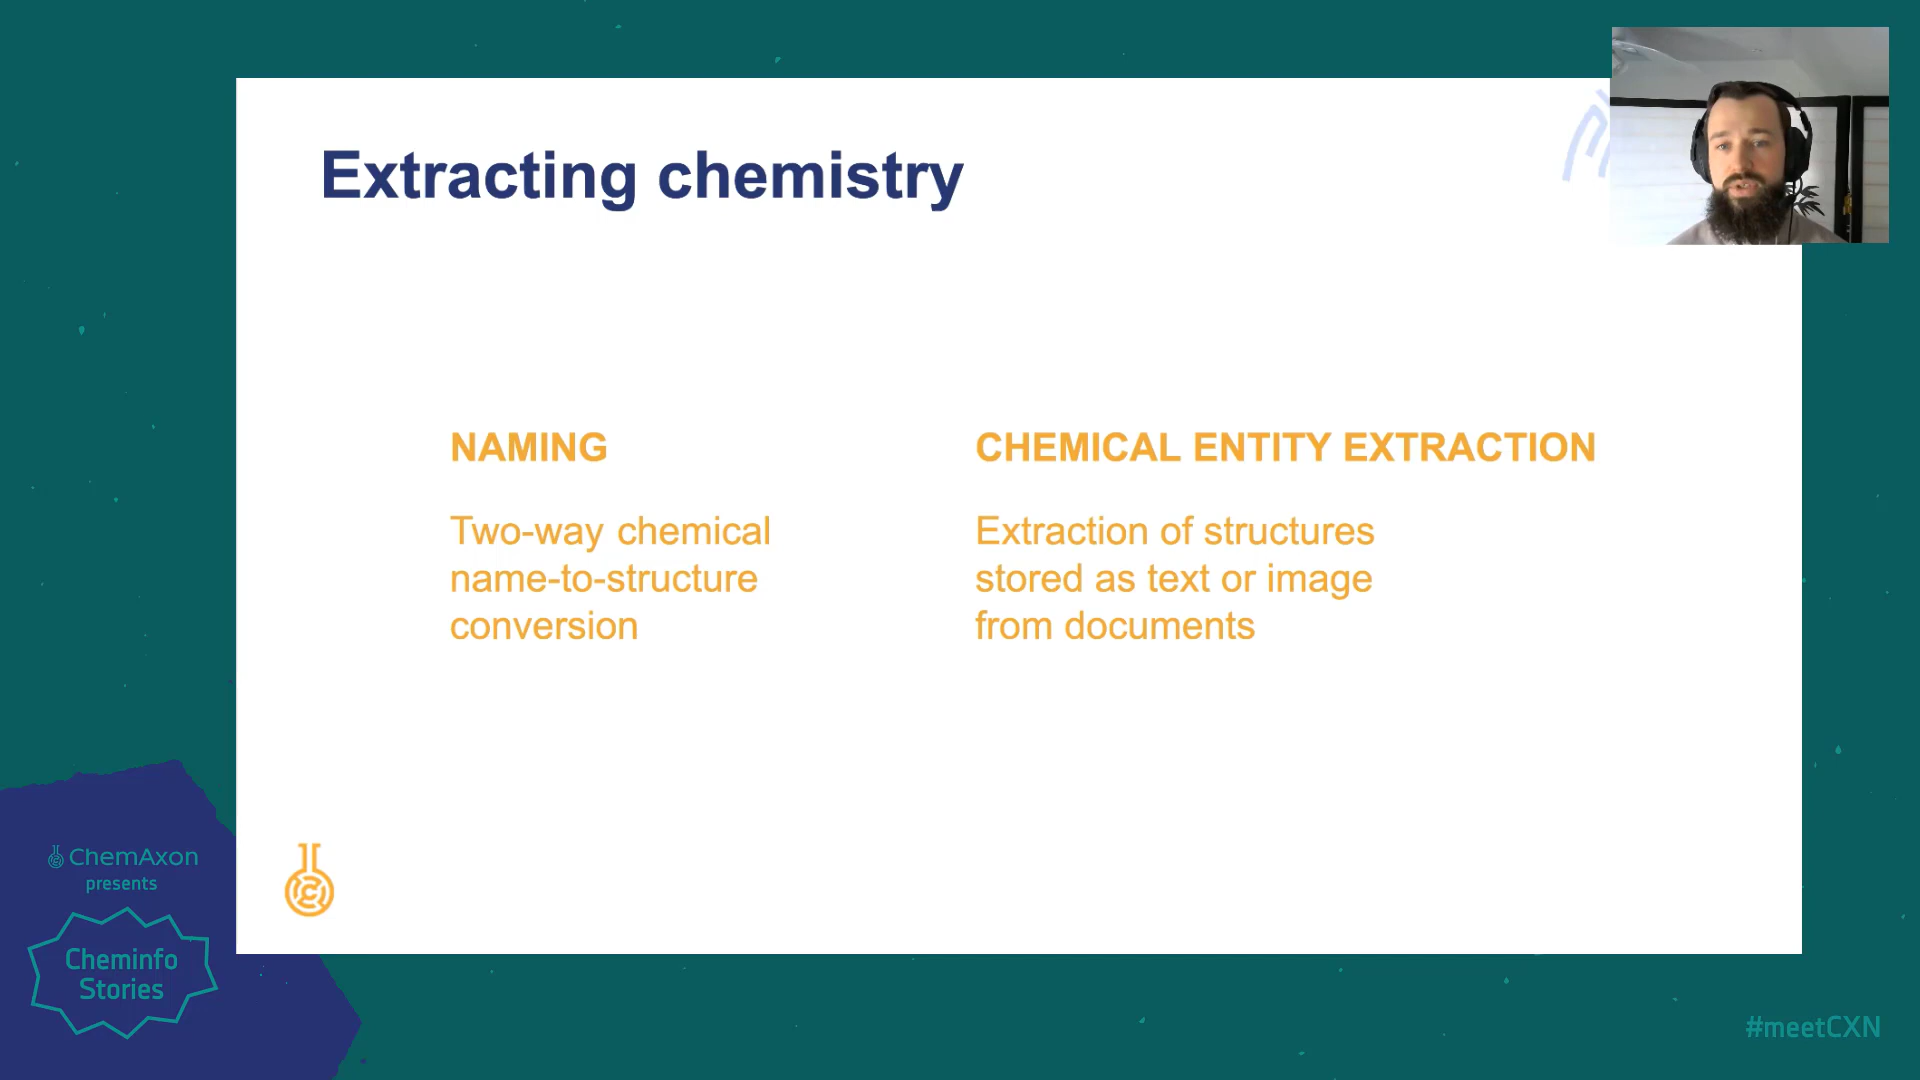 Extracting chemistry
NAMING
Two-way chemical
name-to-structure
conversion
CHEMICAL ENTITY EXTRACTION
Extraction of structures
stored as text or image
from documents
ChemAxon
presents
Cheminfo
Stories
#meetCXN